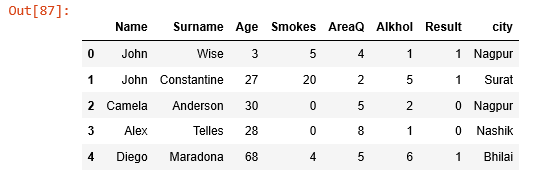 Out[87]:
Name Surname Age Smokes AreaQ Alkhol Result city
0 John Wise 3 5 4 1 1 Nagpur
1 John Constantine 27 20 2 5 1 Surat
2 Camela Anderson 30 0 5 2 0 Nagpur
3 Alex Telles 28 0 8 1 0 Nashik
4 Diego Maradona 68 4 5 6 1 Bhilai